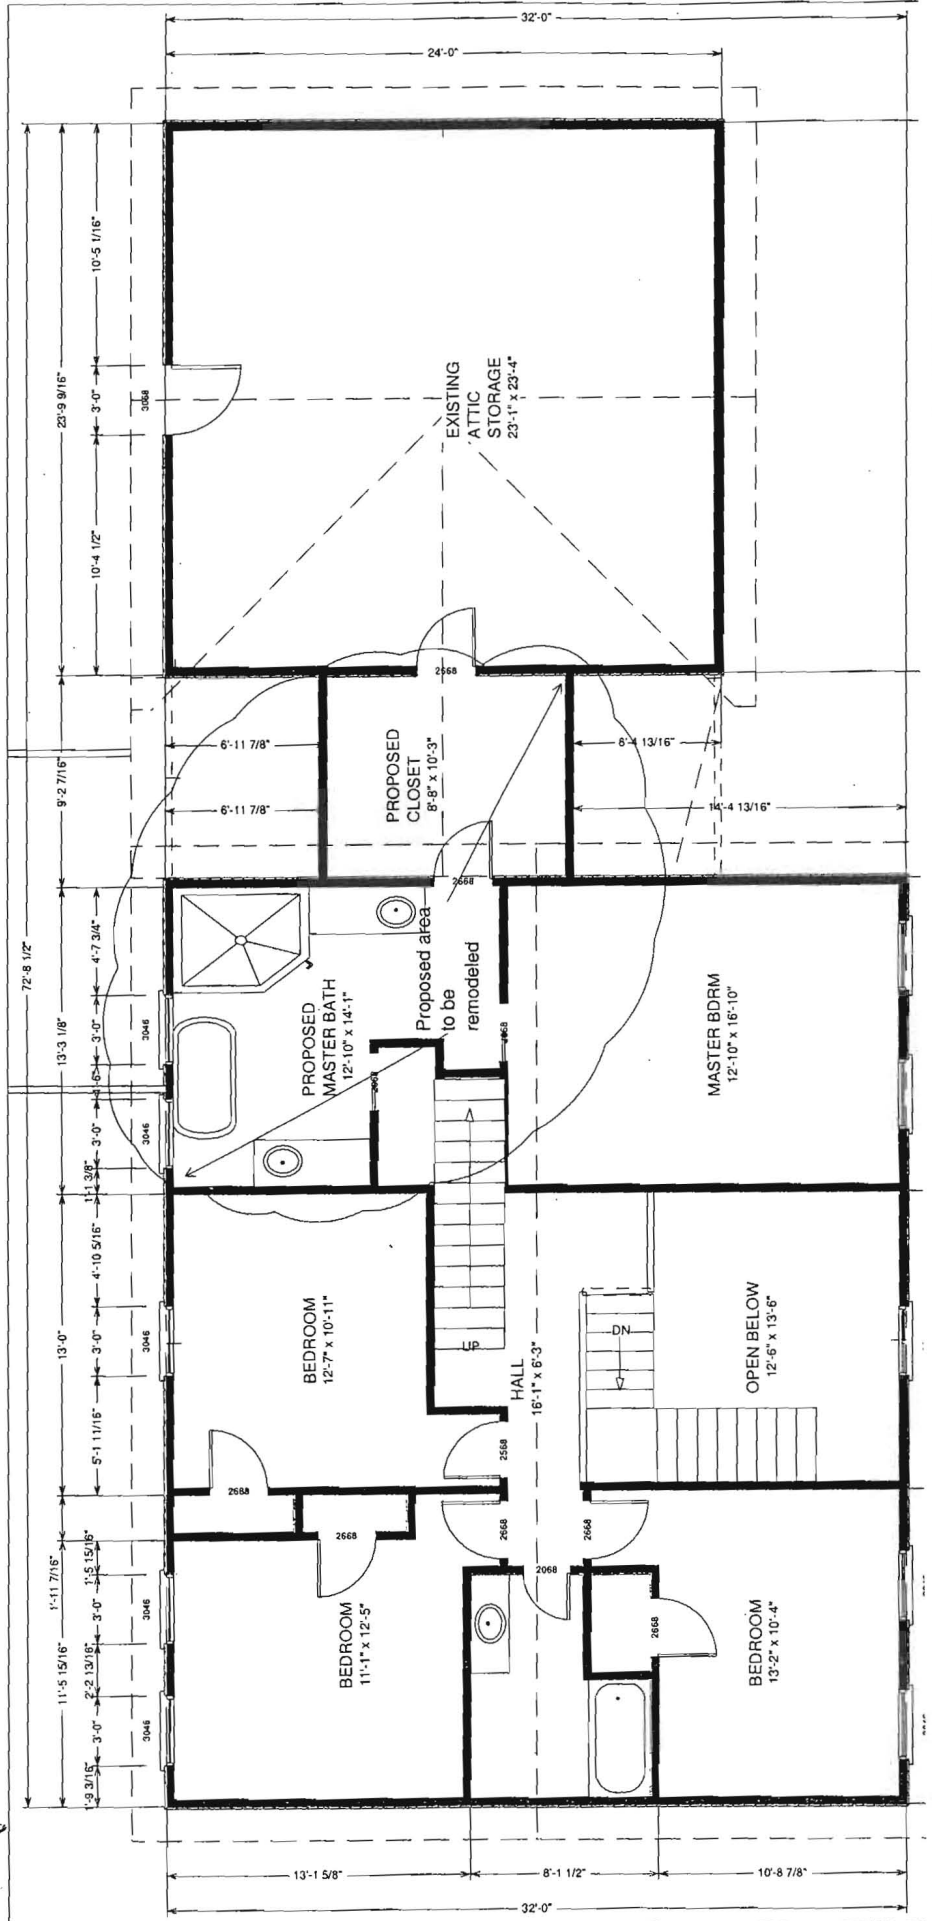 32'-0"
24'-0"
72'-8 1/2"
23'-9 9/16"
10'-5 1/16"
3'-0"
3068
10'-4 1/2"
EXISTING
ATTIC
STORAGE
23'-1" x 23'-4"
2668
9'-2 7/16"
6'-11 7/8"
6'-11 7/8"
PROPOSED
CLOSET
8'-8" x 10'-3"
14'-4 13/16"
2668
13'-3 1/8"
4'-7 3/4"
3'-0"
3046
3'-0"
3046
1'-1 3/8"
PROPOSED
MASTER BATH
12'-10" x 14'-1"
Proposed area
to be
remodeled
2668
MASTER BDRM
12'-10" x 16'-10"
13'-0"
4'-10 5/16"
3'-0"
3046
5'-1 11/16"
BEDROOM
12'-7" x 10'-11"
UP
HALL
16'-1" x 6'-3"
DN
OPEN BELOW
12'-6" x 13'-6"
2668
2568
1'-11 7/16"
2668
2668
2668
2068
11'-5 15/16"
1'-5 15/16"
3'-0"
3046
2'-2 13/16"
3'-0"
3046
1'-9 3/16"
BEDROOM
11'-1" x 12'-5"
2668
BEDROOM
13'-2" x 10'-4"
13'-1 5/8"
8'-1 1/2"
10'-8 7/8"
32'-0"